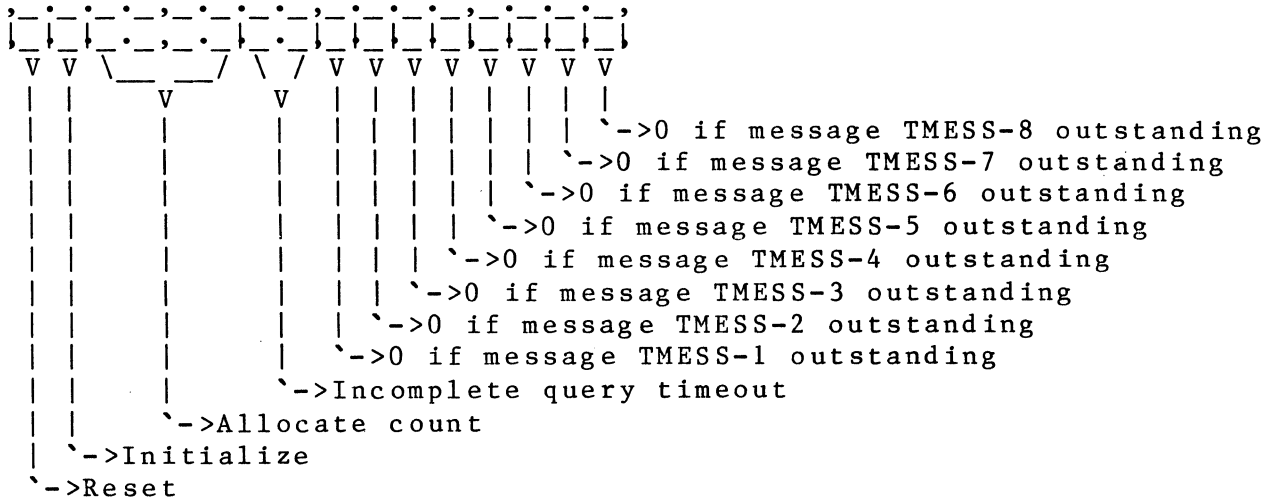 V V \___ ___/ \ / V V V V V V V V
V V
`->0 if message TMESS-8 outstanding
`->0 if message TMESS-7 outstanding
`->0 if message TMESS-6 outstanding
`->0 if message TMESS-5 outstanding
`->0 if message TMESS-4 outstanding
`->0 if message TMESS-3 outstanding
`->0 if message TMESS-2 outstanding
`->0 if message TMESS-1 outstanding
`->Incomplete query timeout
`->Allocate count
`->Initialize
`->Reset